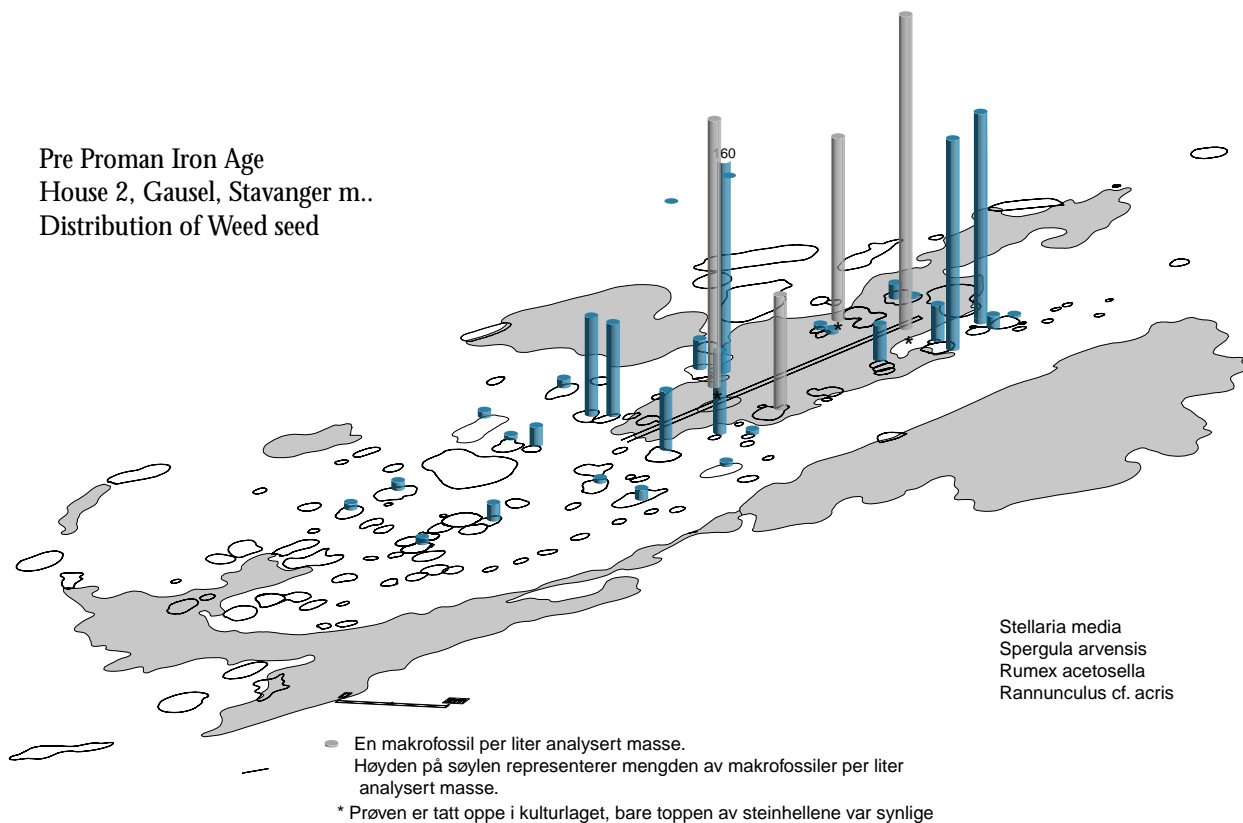 Pre Proman Iron Age
House 2, Gausel, Stavanger m..
Distribution of Weed seed
160
*
*
*
Stellaria media
Spergula arvensis
Rumex acetosella
Rannunculus cf. acris
En makrofossil per liter analysert masse.
Høyden på søylen representerer mengden av makrofossiler per liter
analysert masse.
* Prøven er tatt oppe i kulturlaget, bare toppen av steinhellene var synlige